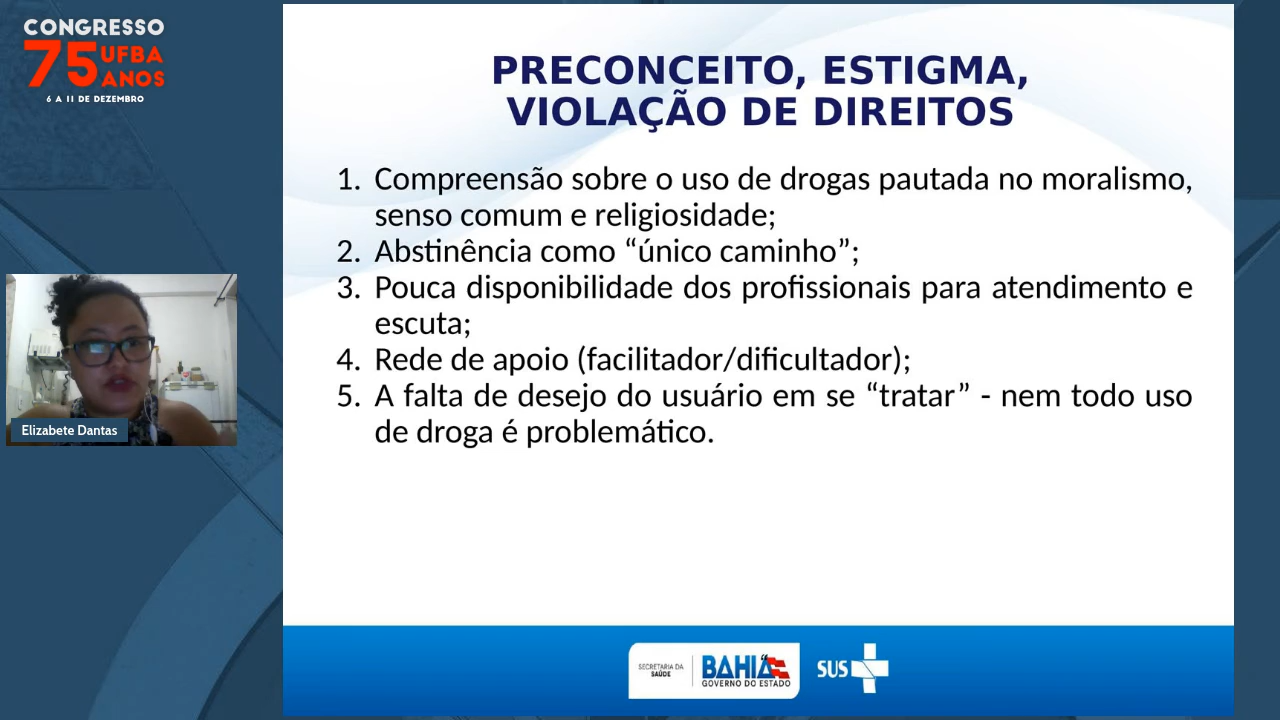 CONGRESSO
75 UFBA
ANOS
6 A 11 DE DEZEMBRO
PRECONCEITO, ESTIGMA,
VIOLAÇÃO DE DIREITOS
1. Compreensão sobre o uso de drogas pautada no moralismo,
senso comum e religiosidade;
2. Abstinência como “único caminho”;
3. Pouca disponibilidade dos profissionais para atendimento e
escuta;
4. Rede de apoio (facilitador/dificultador);
5. A falta de desejo do usuário em se “tratar” - nem todo uso
de droga é problemático.
Elizabete Dantas
SECRETARIA DA
SAÚDE
BAHIA
GOVERNO DO ESTADO
SUS